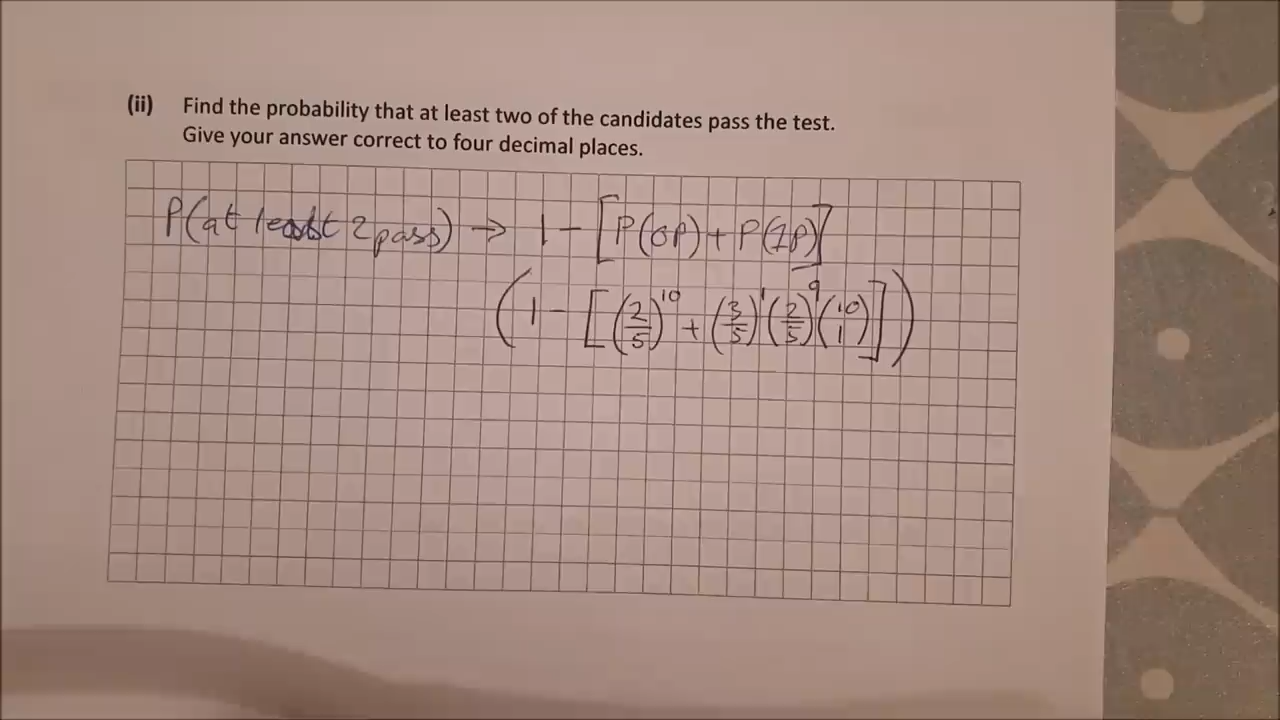 (ii) Find the probability that at least two of the candidates pass the test.
Give your answer correct to four decimal places.
P(at least 2 pass) → 1 - [P(0P) + P(1P)]
(1 - [(2/5)^10 + (3/5)^1 (2/5)^9 (10 1)])